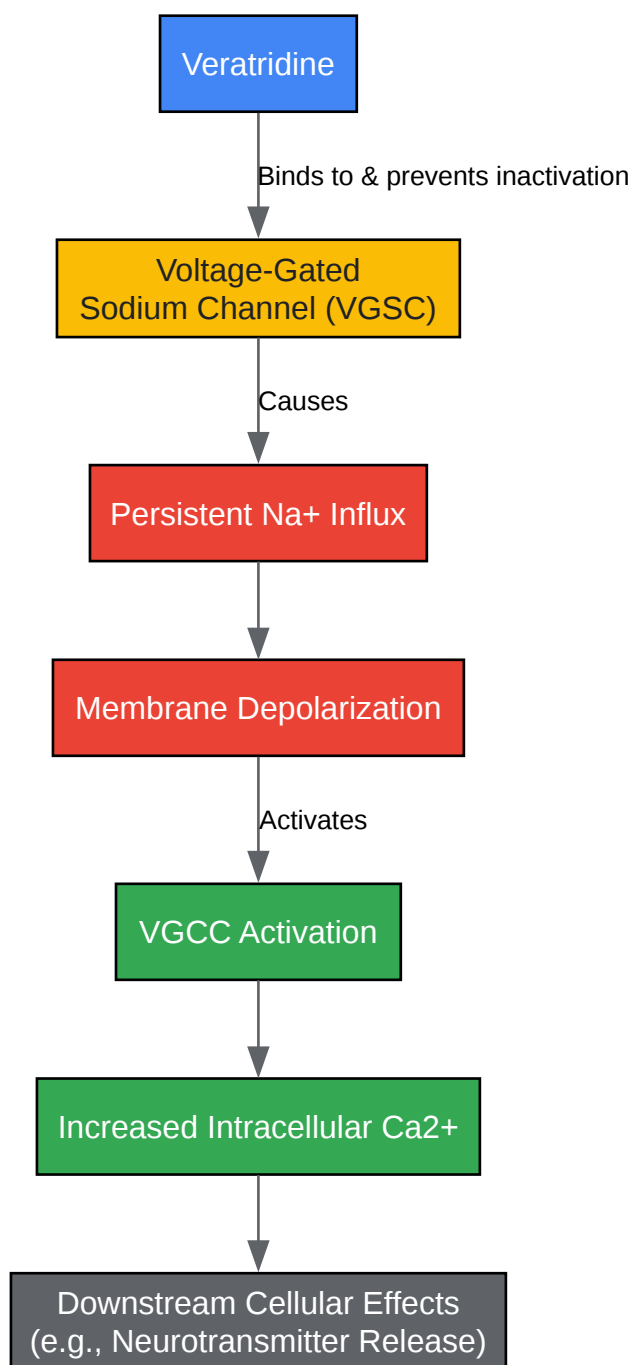 Veratridine
Binds to & prevents inactivation
Voltage-Gated
Sodium Channel (VGSC)
Causes
Persistent Na+ Influx
Membrane Depolarization
Activates
VGCC Activation
Increased Intracellular Ca2+
Downstream Cellular Effects
(e.g., Neurotransmitter Release)